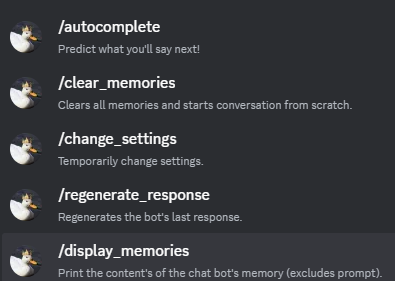 /autocomplete
Predict what you'll say next!
/clear_memories
Clears all memories and starts conversation from scratch.
/change_settings
Temporarily change settings.
/regenerate_response
Regenerates the bot's last response.
/display_memories
Print the content's of the chat bot's memory (excludes prompt).